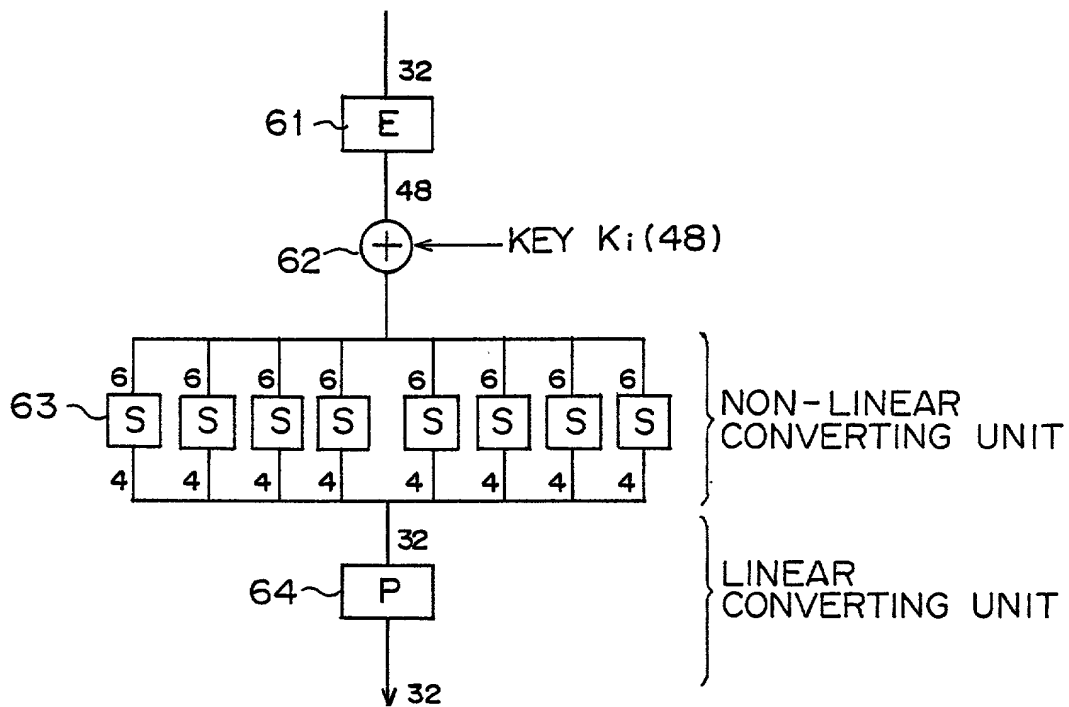 32
61 E
48
62 + KEY Ki(48)
6 6 6 6 6 6 6 6
63 S S S S S S S S
NON-LINEAR
CONVERTING UNIT
4 4 4 4 4 4 4 4
32
64 P
LINEAR
CONVERTING UNIT
32